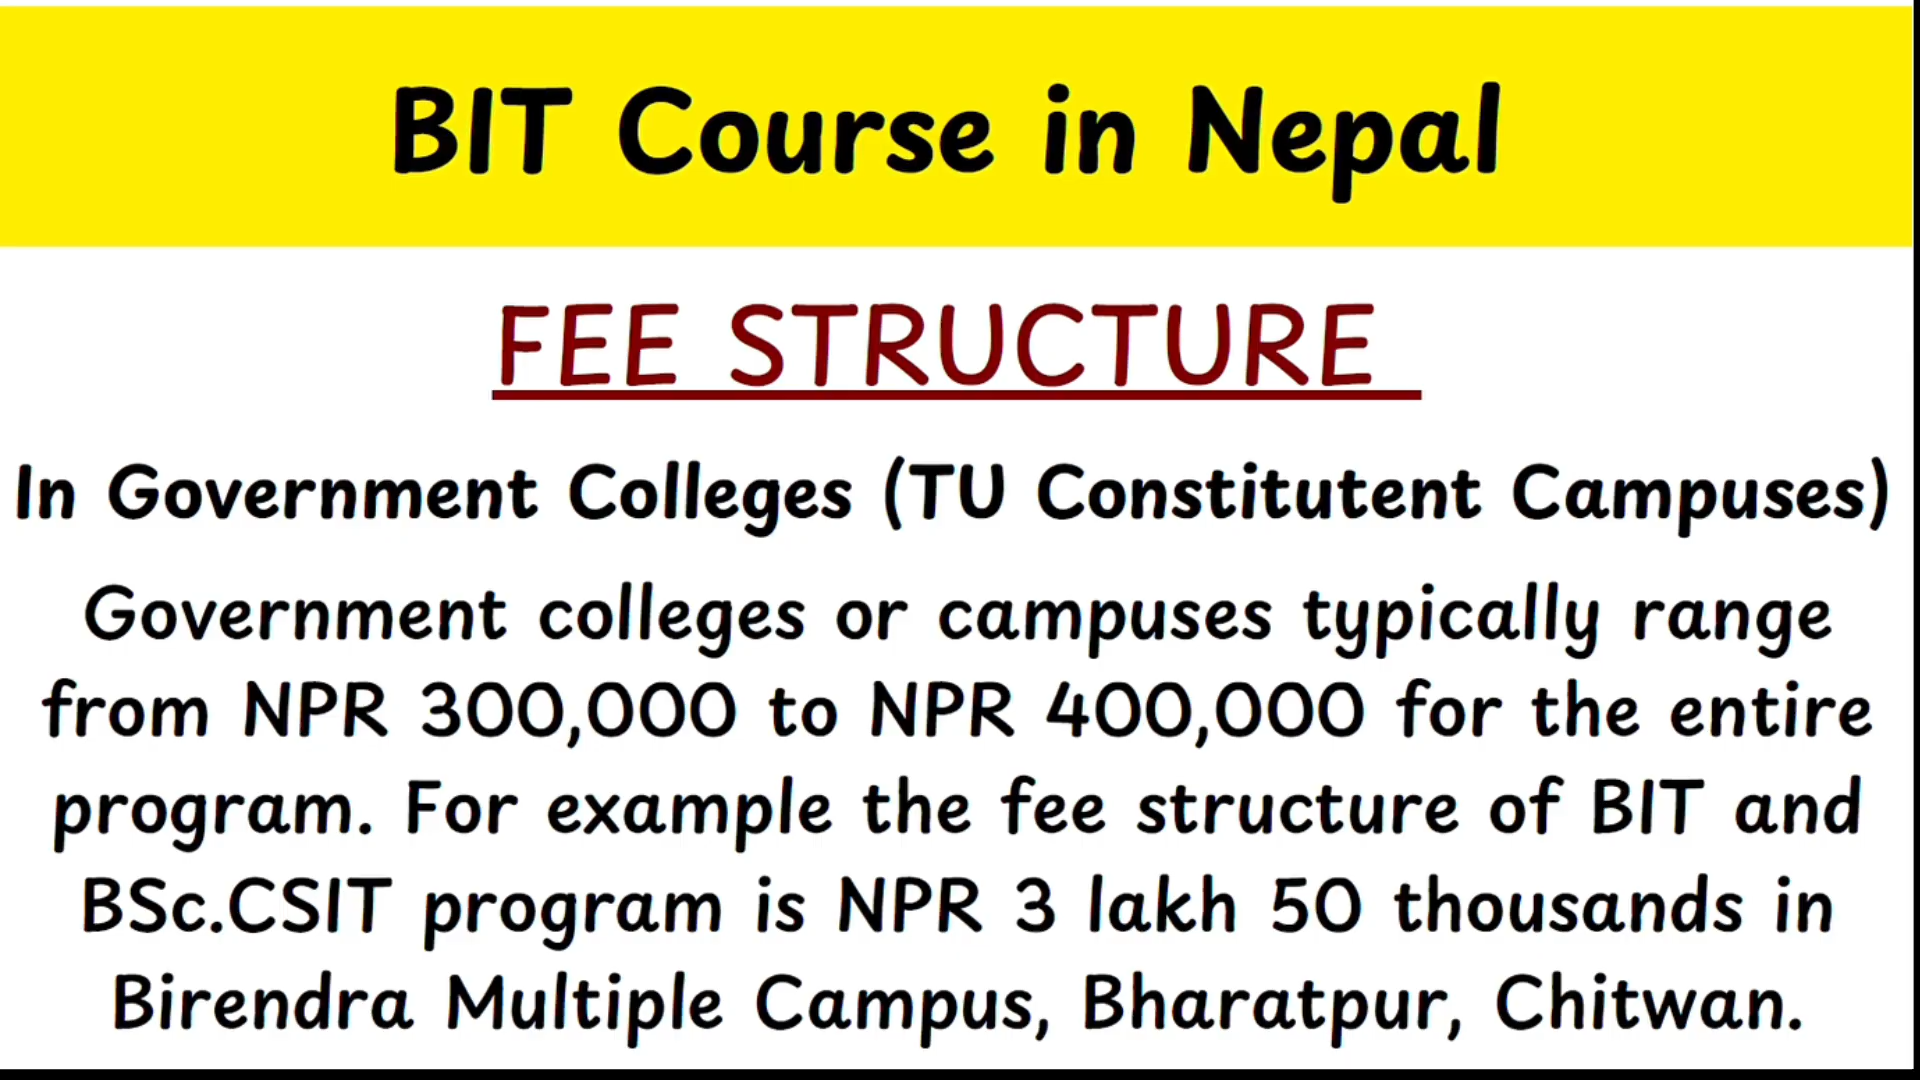 BIT Course in Nepal
FEE STRUCTURE
In Government Colleges (TU Constitutent Campuses)
Government colleges or campuses typically range
from NPR 300,000 to NPR 400,000 for the entire
program. For example the fee structure of BIT and
BSc.CSIT program is NPR 3 lakh 50 thousands in
Birendra Multiple Campus, Bharatpur, Chitwan.